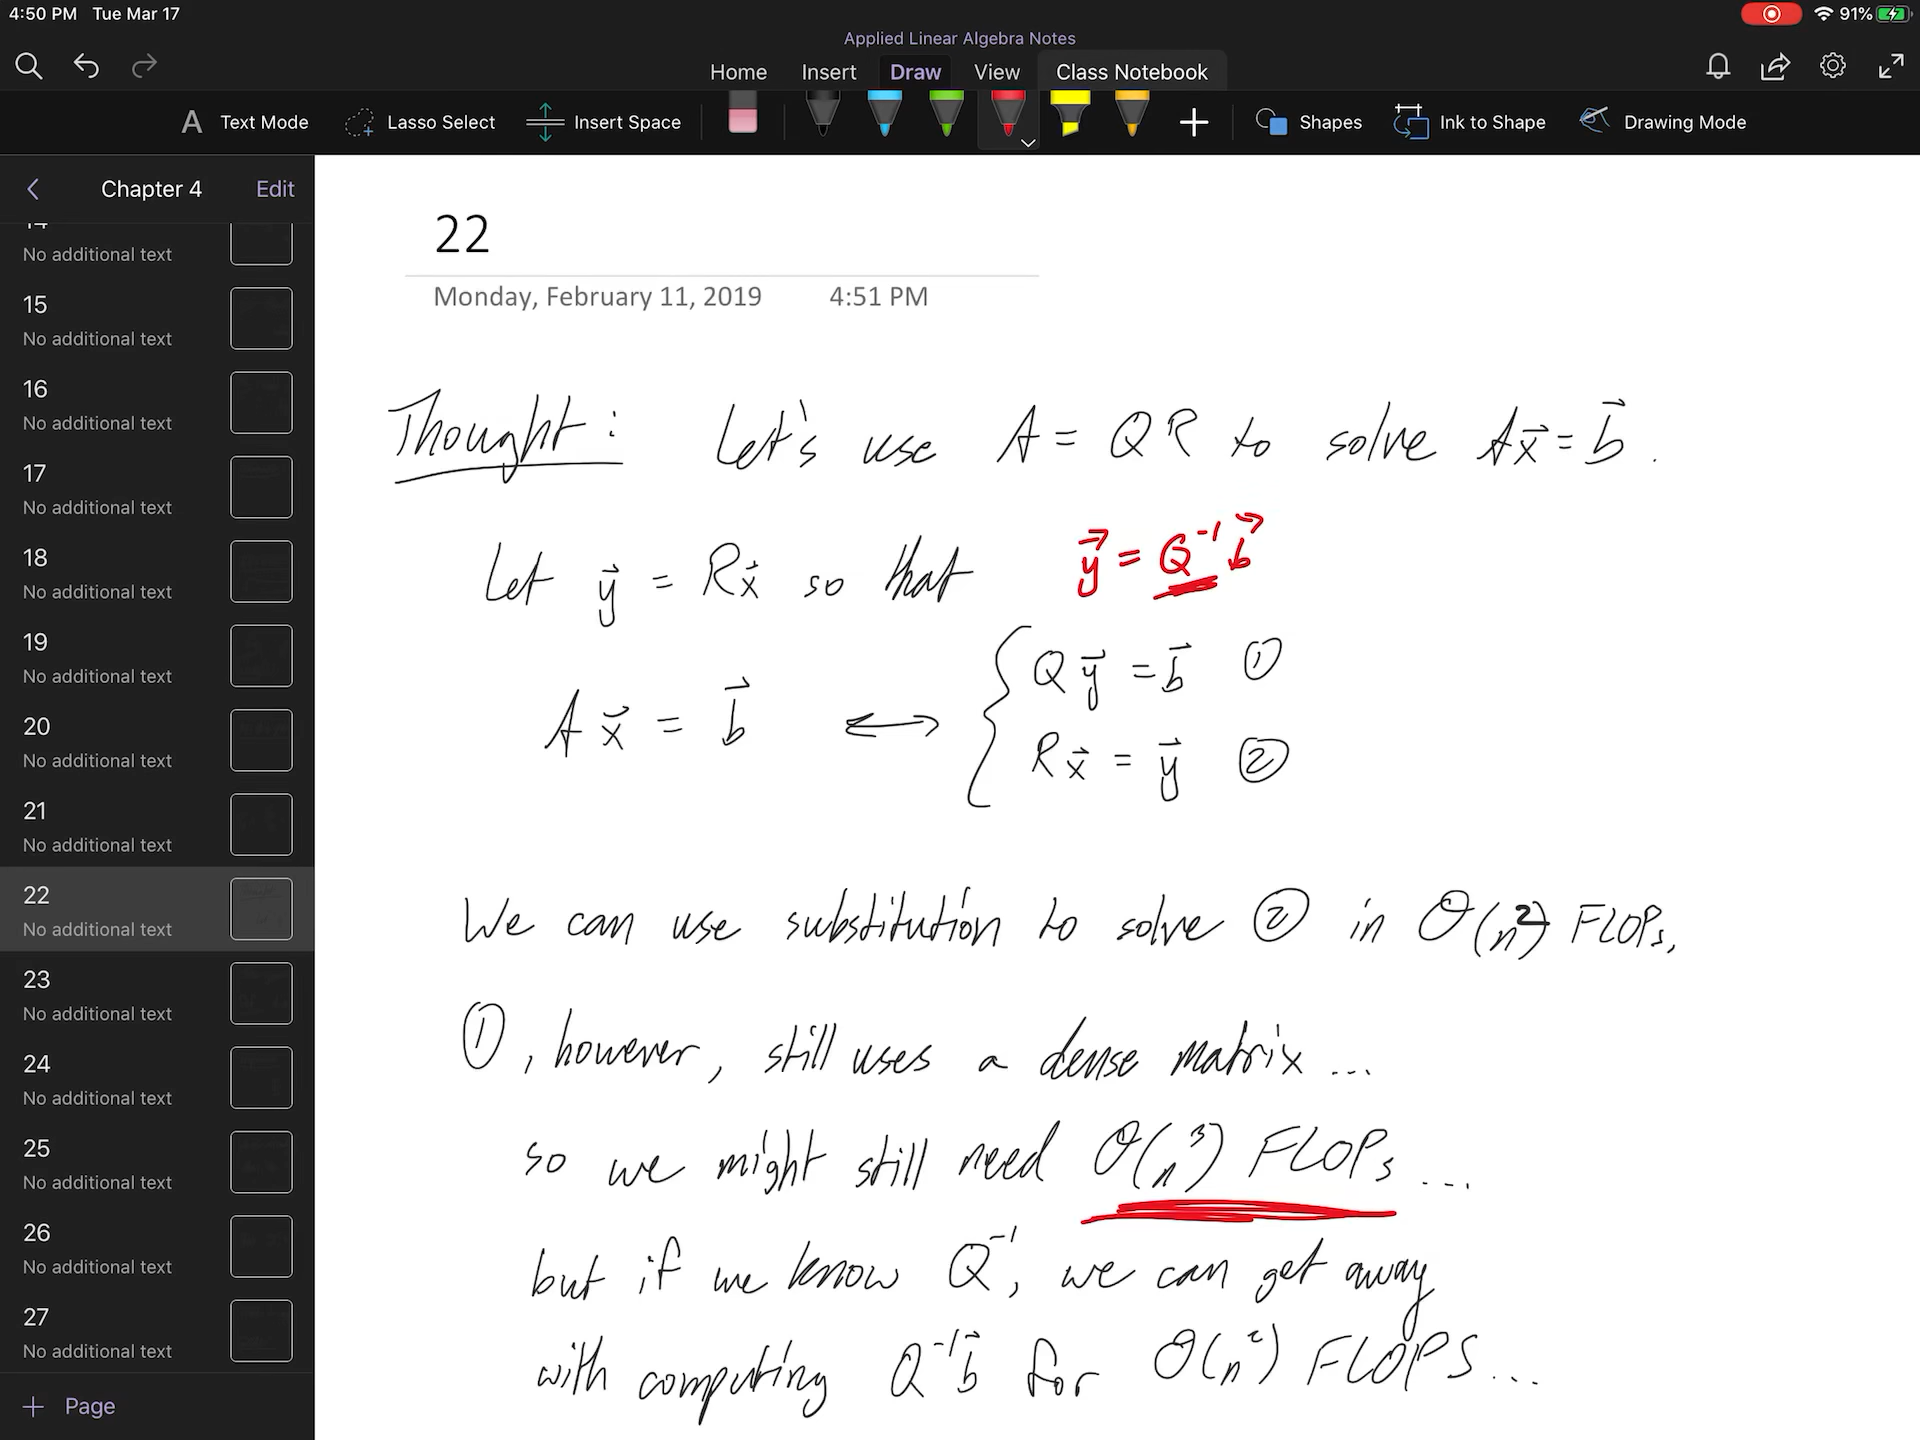 4:50 PM Tue Mar 17
91%
Applied Linear Algebra Notes
Home Insert Draw View Class Notebook
A Text Mode Lasso Select Insert Space Shapes Ink to Shape Drawing Mode
Chapter 4 Edit
14
No additional text
15
No additional text
16
No additional text
17
No additional text
18
No additional text
19
No additional text
20
No additional text
21
No additional text
22
No additional text
23
No additional text
24
No additional text
25
No additional text
26
No additional text
27
No additional text
+ Page
22
Monday, February 11, 2019 4:51 PM
Thought: Let's use A = QR to solve Ax⃗ = b⃗.
Let y⃗ = Rx⃗ so that
y⃗ = Q⁻¹b⃗
Ax⃗ = b⃗ ⟷ { Qy⃗ = b⃗ ①
Rx⃗ = y⃗ ②
We can use substitution to solve ② in O(n²) FLOPs,
①, however, still uses a dense matrix ...
so we might still need O(n³) FLOPs ...
but if we know Q⁻¹, we can get away
with computing Q⁻¹b⃗ for O(n²) FLOPS...